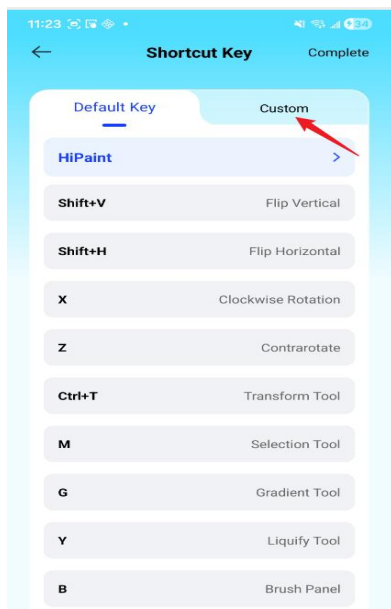 11:23
Shortcut Key Complete
Default Key Custom
HiPaint
Shift+V Flip Vertical
Shift+H Flip Horizontal
X Clockwise Rotation
Z Contrarotate
Ctrl+T Transform Tool
M Selection Tool
G Gradient Tool
Y Liquify Tool
B Brush Panel